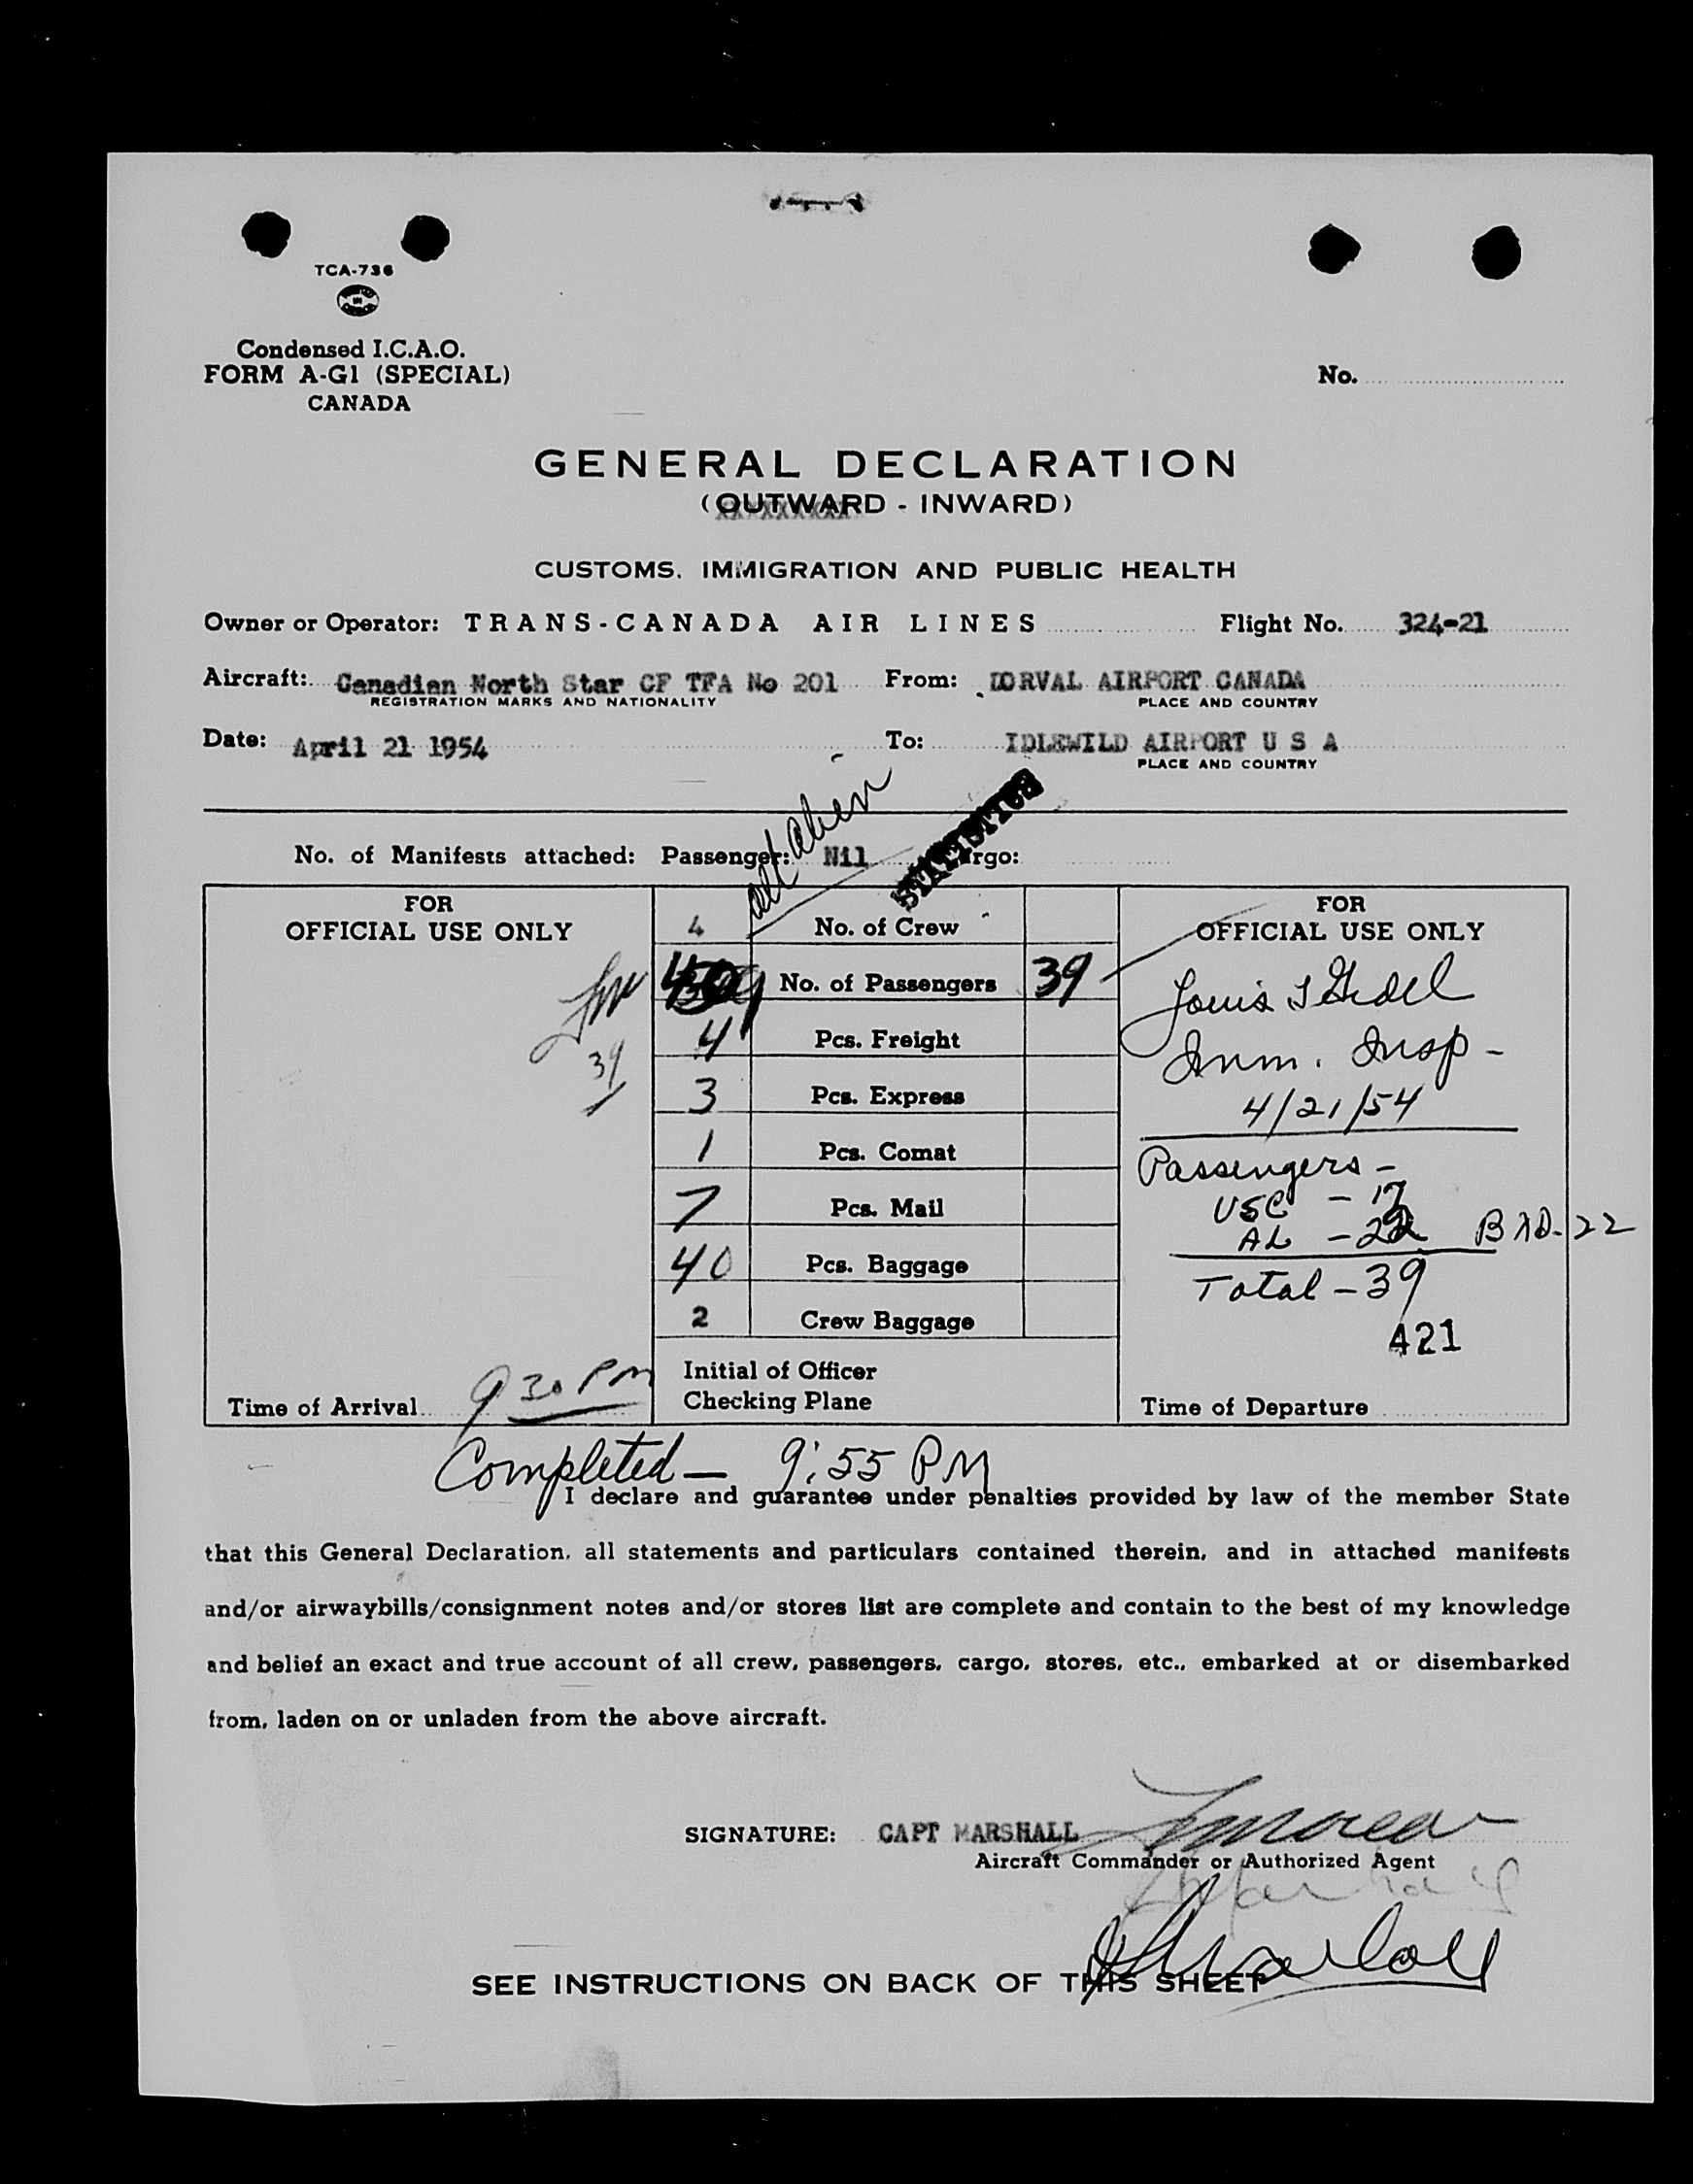 TCA-736
Condensed I.C.A.O.
FORM A-G1 (SPECIAL)
CANADA
No.
GENERAL DECLARATION
(OUTWARD - INWARD)
CUSTOMS, IMMIGRATION AND PUBLIC HEALTH
Owner or Operator: TRANS-CANADA AIR LINES Flight No. 324-21
Aircraft: Canadian North Star CF TFA No 201 From: DORVAL AIRPORT CANADA
REGISTRATION MARKS AND NATIONALITY PLACE AND COUNTRY
Date: April 21 1954 To: IDLEWILD AIRPORT U S A
PLACE AND COUNTRY
all alien
STATISTICS
No. of Manifests attached: Passenger: Nil Cargo:
FOR
OFFICIAL USE ONLY
39
Time of Arrival 9 30 PM
4 No. of Crew
No. of Passengers 39
4 Pcs. Freight
3 Pcs. Express
1 Pcs. Comat
7 Pcs. Mail
40 Pcs. Baggage
2 Crew Baggage
Initial of Officer
Checking Plane
FOR
OFFICIAL USE ONLY
Louis I
Imm. Insp -
4/21/54
Passengers -
USC - 17
AL - 22 22
Total - 39
421
Time of Departure
Completed - 9:55 PM
I declare and guarantee under penalties provided by law of the member State
that this General Declaration, all statements and particulars contained therein, and in attached manifests
and/or airwaybills/consignment notes and/or stores list are complete and contain to the best of my knowledge
and belief an exact and true account of all crew, passengers, cargo, stores, etc., embarked at or disembarked
from, laden on or unladen from the above aircraft.
SIGNATURE: CAPT MARSHALL
Aircraft Commander or Authorized Agent
SEE INSTRUCTIONS ON BACK OF THIS SHEET